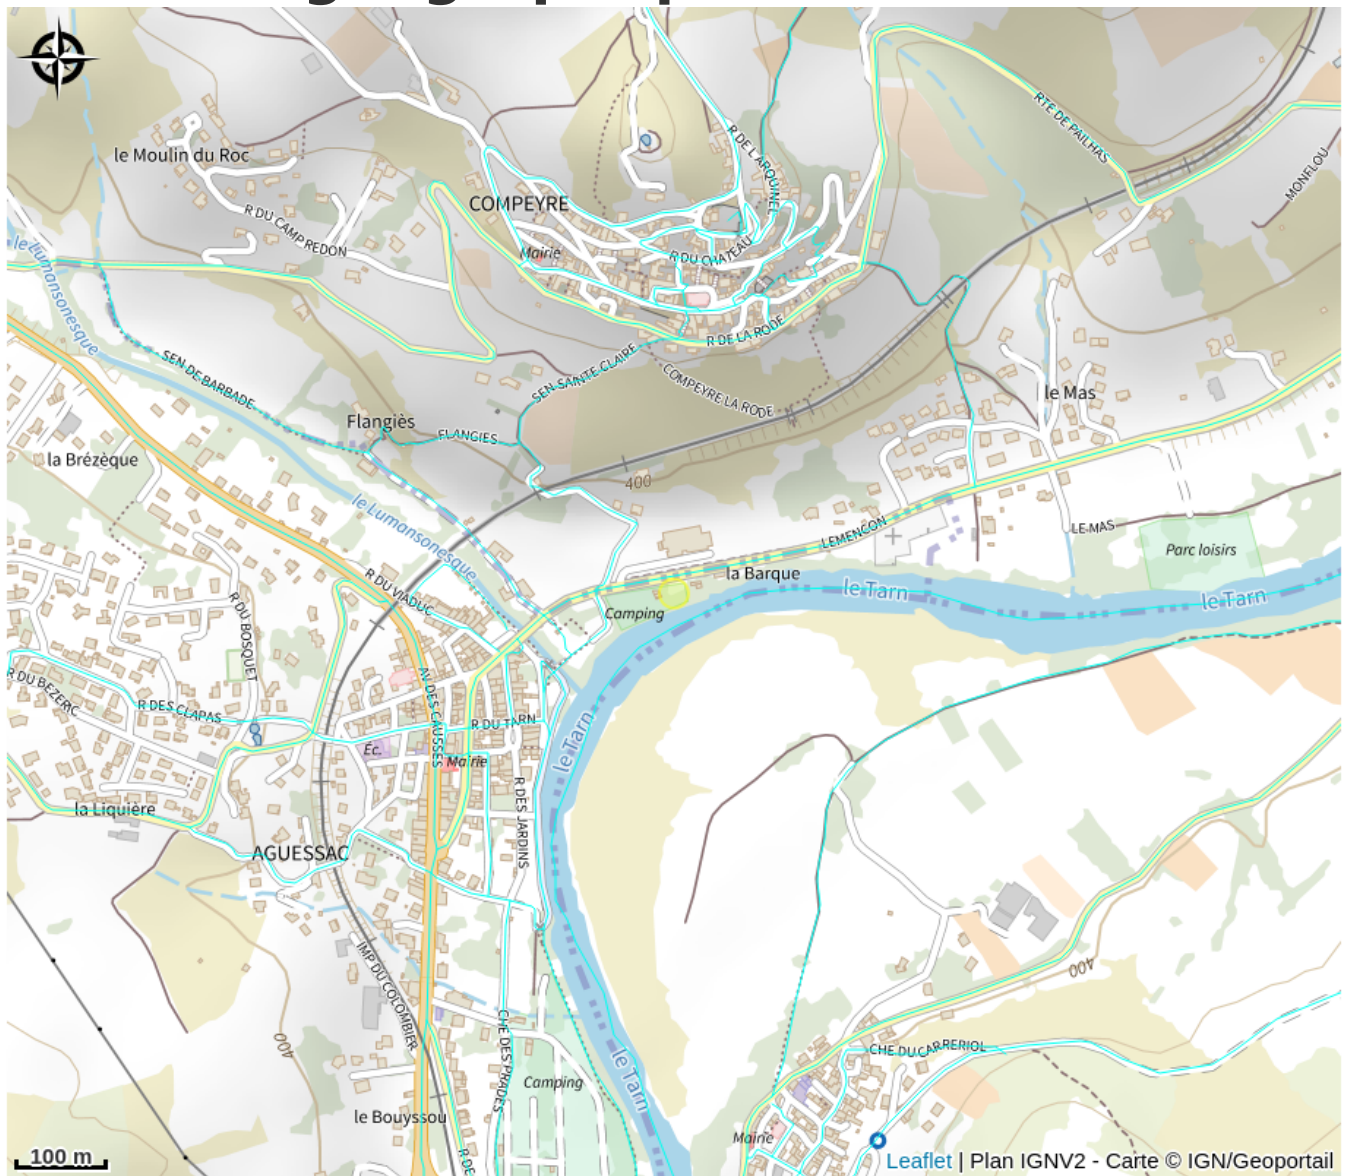 RTE DE PAILHAS
R DE L ARQUINEL
le Moulin du Roc
MONFLOU
COMPEYRE
R DU CAMP REDON
le Lumansonesque
Mairie
R DU CHATEAU
R DE LA RODE
SEN SAINTE CLAIRE
SEN DE BARBADE
COMPEYRE LA RODE
le Mas
Flangiès
FLANGIES
la Brézèque
400
le Lumansonesque
LEMENCON
LE MAS
Parc loisirs
la Barque
R DU VIADUC
le Tarn
le Tarn
Camping
R DU BOSQUET
R DU BEZERC
R DES CLAPAS
AV DES CAUSSES
R DU TARN
le Tarn
Éc.
Mairie
la Liquière
R DES JARDINS
AGUESSAC
IMP DU COLOMBIER
400
400
CHE DES PRADES
CHE DU CARRERIOL
le Tarn
Camping
le Bouyssou
Mairie
R DE
100 m
Leaflet | Plan IGNV2 - Carte © IGN/Geoportail